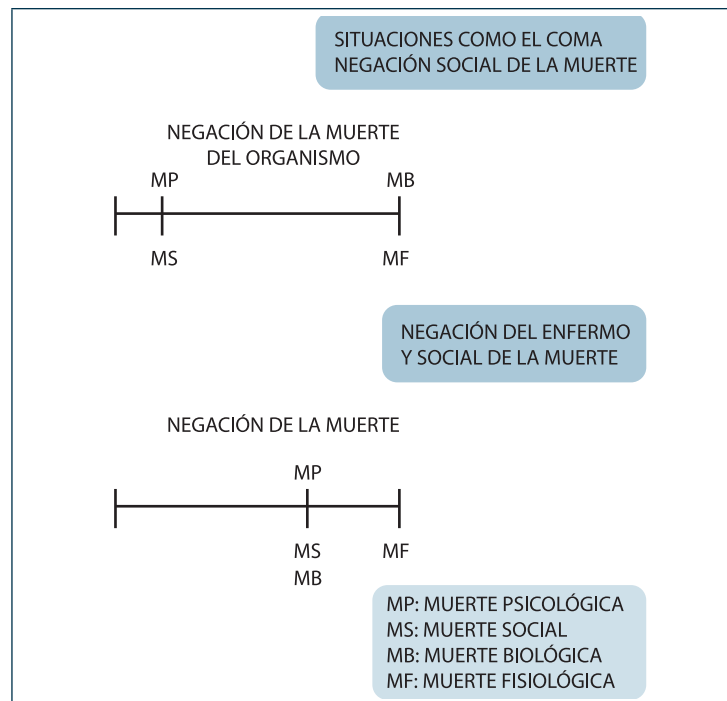 SITUACIONES COMO EL COMA
NEGACIÓN SOCIAL DE LA MUERTE
NEGACIÓN DE LA MUERTE
DEL ORGANISMO
MP MB
MS MF
NEGACIÓN DEL ENFERMO
Y SOCIAL DE LA MUERTE
NEGACIÓN DE LA MUERTE
MP
MS MF
MB
MP: MUERTE PSICOLÓGICA
MS: MUERTE SOCIAL
MB: MUERTE BIOLÓGICA
MF: MUERTE FISIOLÓGICA